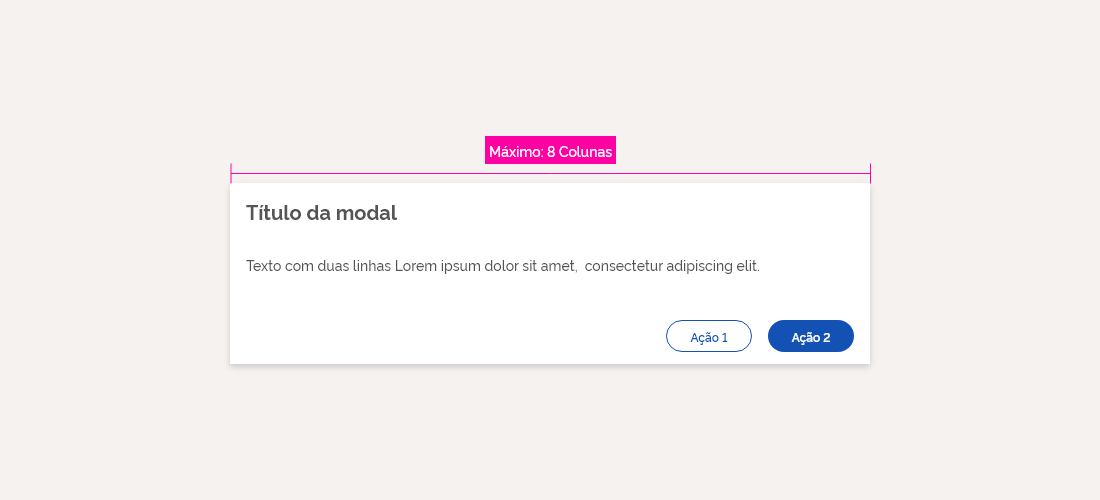 Máximo: 8 Colunas
Título da modal
Texto com duas linhas Lorem ipsum dolor sit amet,  consectetur adipiscing elit.
Ação 1
Ação 2